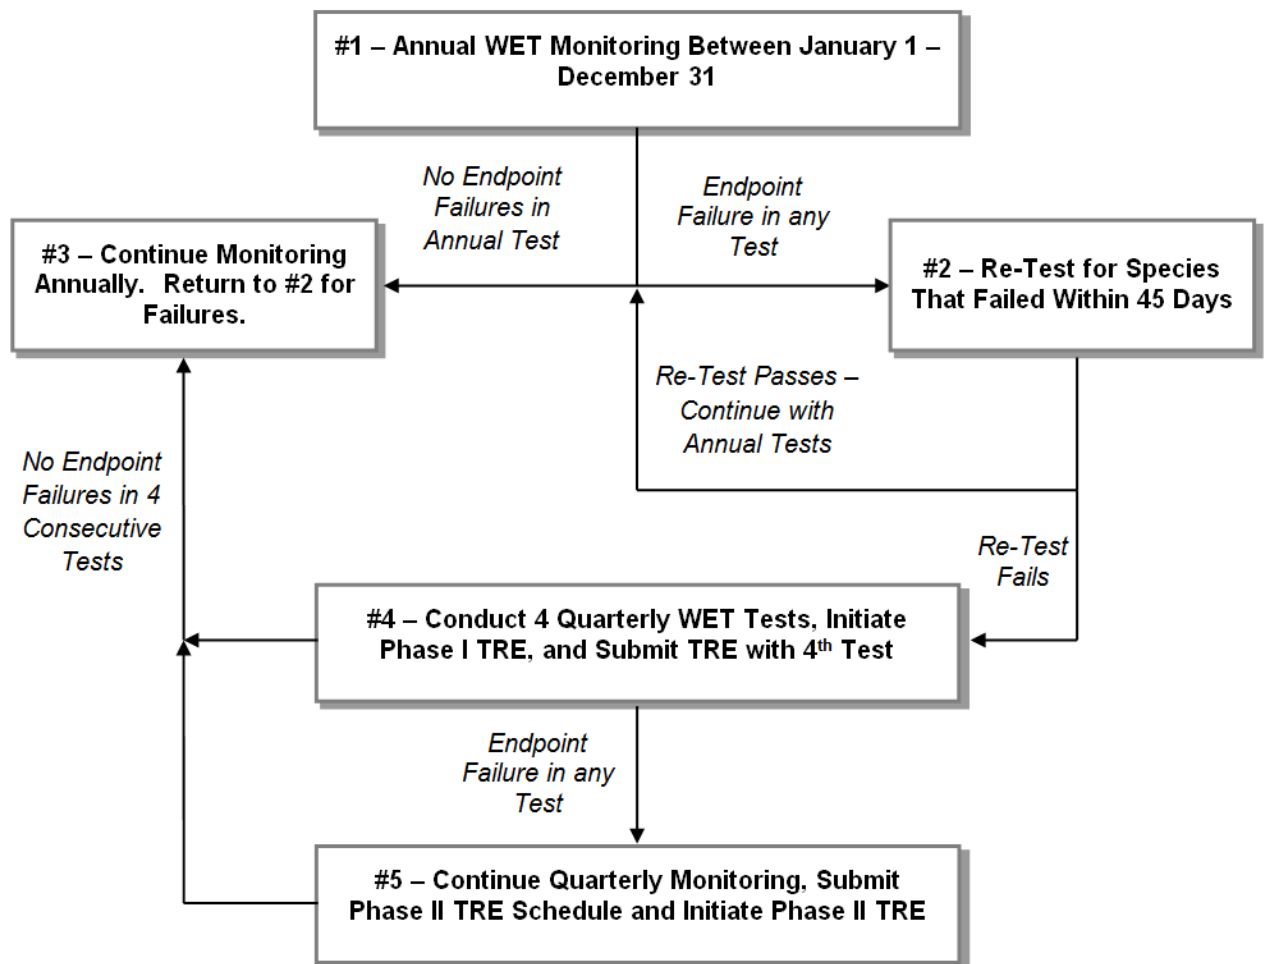 #1 – Annual WET Monitoring Between January 1 –
December 31
No Endpoint
Failures in
Annual Test
Endpoint
Failure in any
Test
#3 – Continue Monitoring
Annually.  Return to #2 for
Failures.
#2 – Re-Test for Species
That Failed Within 45 Days
Re-Test Passes –
Continue with
Annual Tests
No Endpoint
Failures in 4
Consecutive
Tests
Re-Test
Fails
#4 – Conduct 4 Quarterly WET Tests, Initiate
Phase I TRE, and Submit TRE with 4th Test
Endpoint
Failure in any
Test
#5 – Continue Quarterly Monitoring, Submit
Phase II TRE Schedule and Initiate Phase II TRE